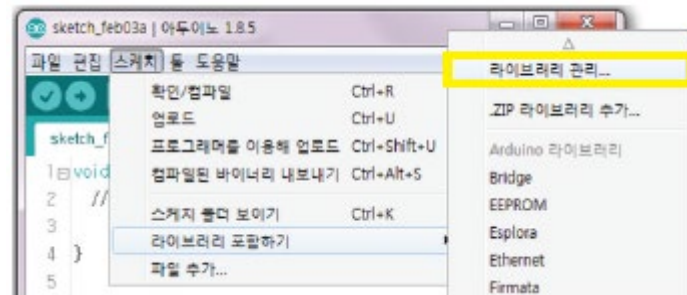 sketch_feb03a | 아두이노 1.8.5
파일 편집 스케치 툴 도움말
확인/컴파일 Ctrl+R
업로드 Ctrl+U
프로그래머를 이용해 업로드 Ctrl+Shift+U
컴파일된 바이너리 내보내기 Ctrl+Alt+S
스케치 폴더 보이기 Ctrl+K
라이브러리 포함하기
파일 추가...
sketch_f
1 void
2 //
3
4 }
5
라이브러리 관리...
.ZIP 라이브러리 추가...
Arduino 라이브러리
Bridge
EEPROM
Esplora
Ethernet
Firmata